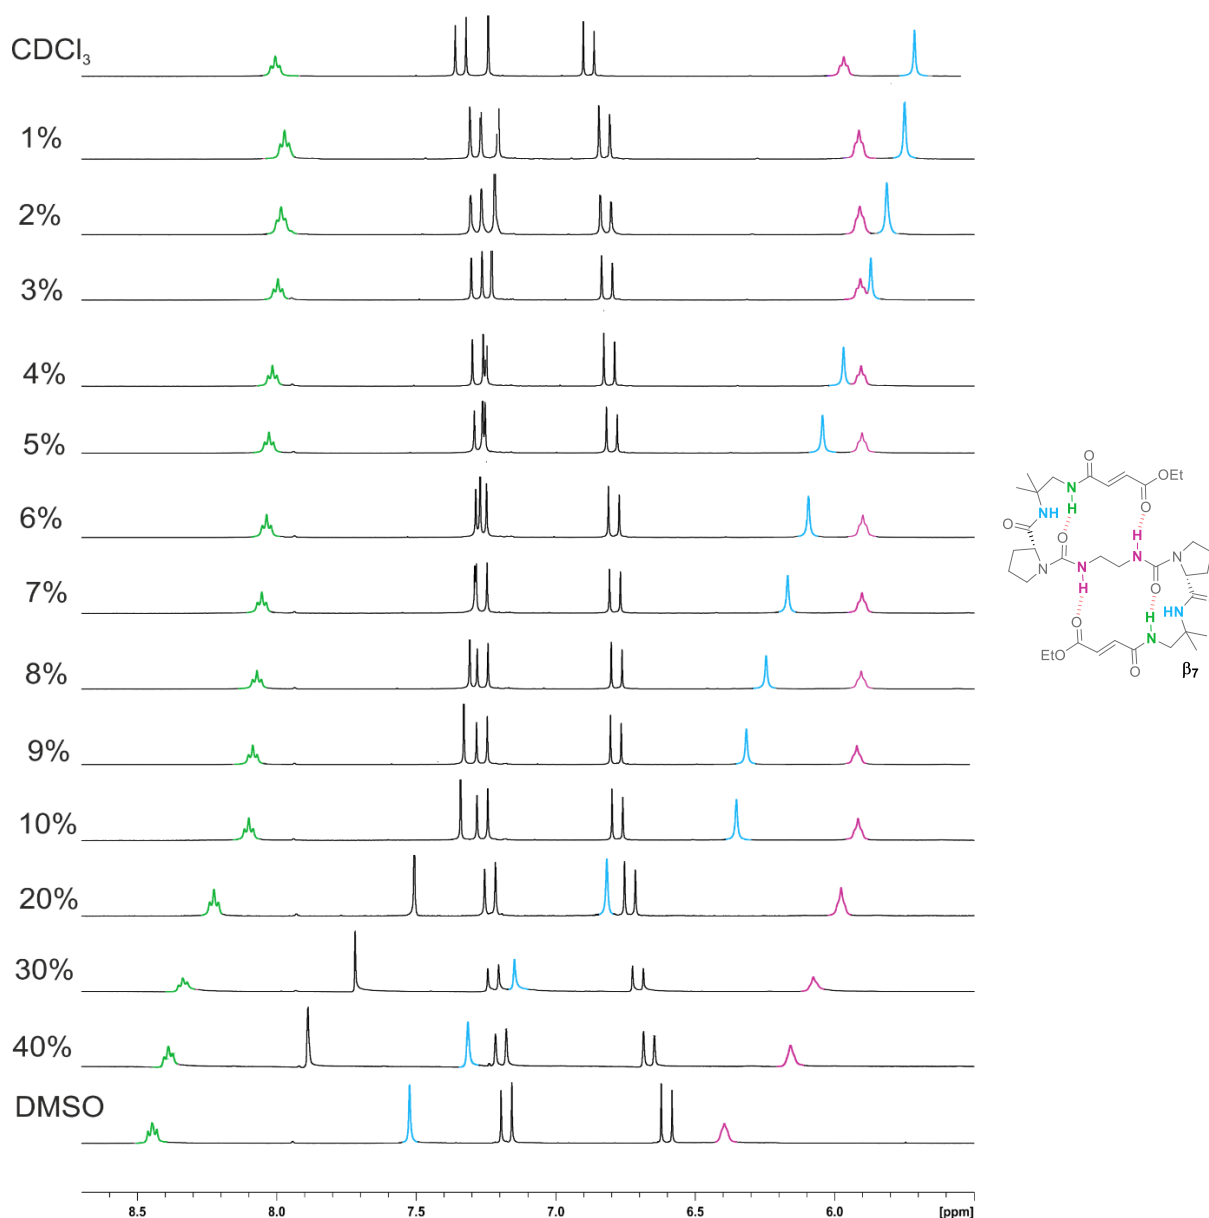 CDCl₃
1%
2%
3%
4%
5%
6%
7%
8%
9%
10%
20%
30%
40%
DMSO
8.5 8.0 7.5 7.0 6.5 6.0 [ppm]
O O
N OEt
H O
NH
O O H
N N N N
H O
O H HN
N
EtO O
β₇